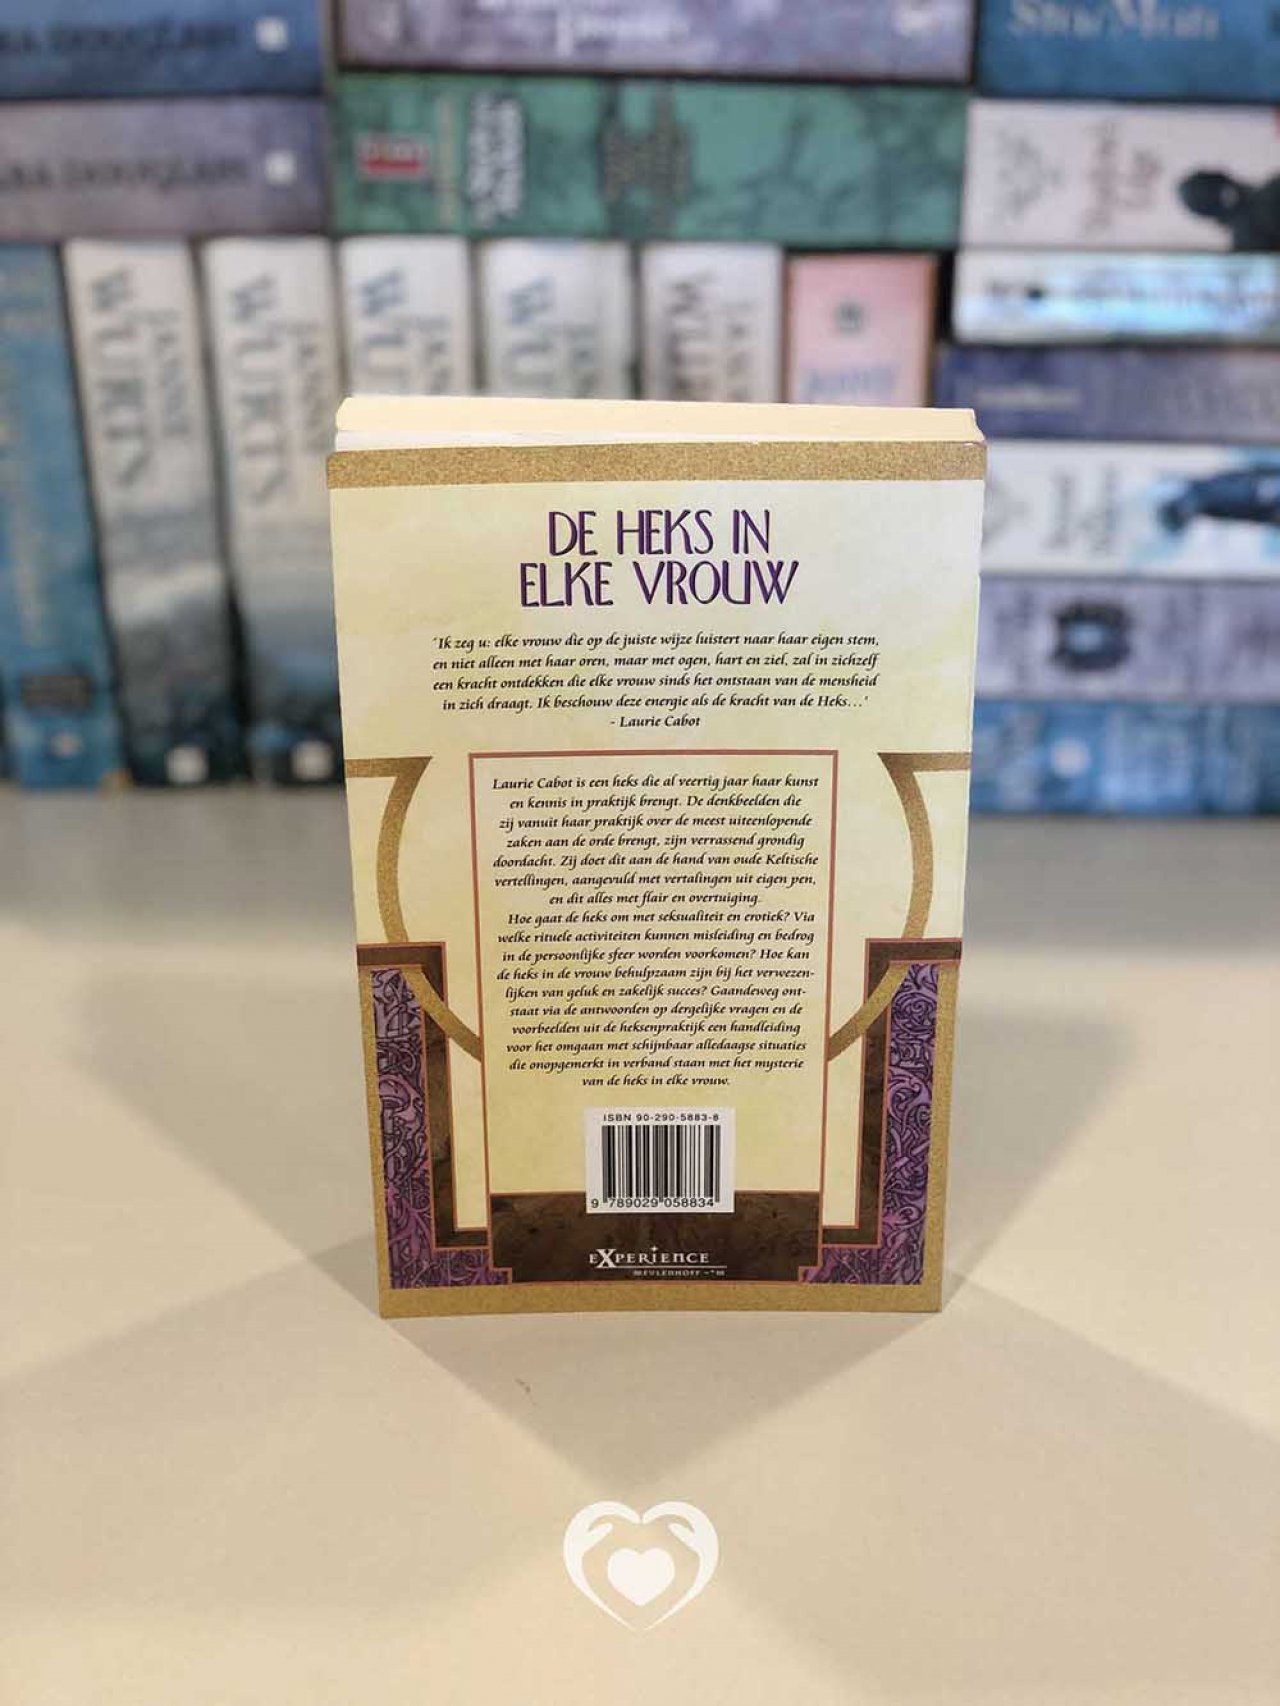 JANNY
WURTS
JANNY
WURTS
WURTS
WURTS
WURTS
DE HEKS IN
ELKE VROUW
'Ik zeg u: elke vrouw die op de juiste wijze luistert naar haar eigen stem,
en niet alleen met haar oren, maar met ogen, hart en ziel, zal in zichzelf
een kracht ontdekken die elke vrouw sinds het ontstaan van de mensheid
in zich draagt. Ik beschouw deze energie als de kracht van de Heks...'
- Laurie Cabot
Laurie Cabot is een heks die al veertig jaar haar kunst
en kennis in praktijk brengt. De denkbeelden die
zij vanuit haar praktijk over de meest uiteenlopende
zaken aan de orde brengt, zijn verrassend grondig
doordacht. Zij doet dit aan de hand van oude Keltische
vertellingen, aangevuld met vertalingen uit eigen pen,
en dit alles met flair en overtuiging.
Hoe gaat de heks om met seksualiteit en erotiek? Via
welke rituele activiteiten kunnen misleiding en bedrog
in de persoonlijke sfeer worden voorkomen? Hoe kan
de heks in de vrouw behulpzaam zijn bij het verwezen-
lijken van geluk en zakelijk succes? Gaandeweg ont-
staat via de antwoorden op dergelijke vragen en de
voorbeelden uit de heksenpraktijk een handleiding
voor het omgaan met schijnbaar alledaagse situaties
die onopgemerkt in verband staan met het mysterie
van de heks in elke vrouw.
ISBN 90-290-5883-8
9 789029 058834
EXPERIENCE
MEULENHOFF